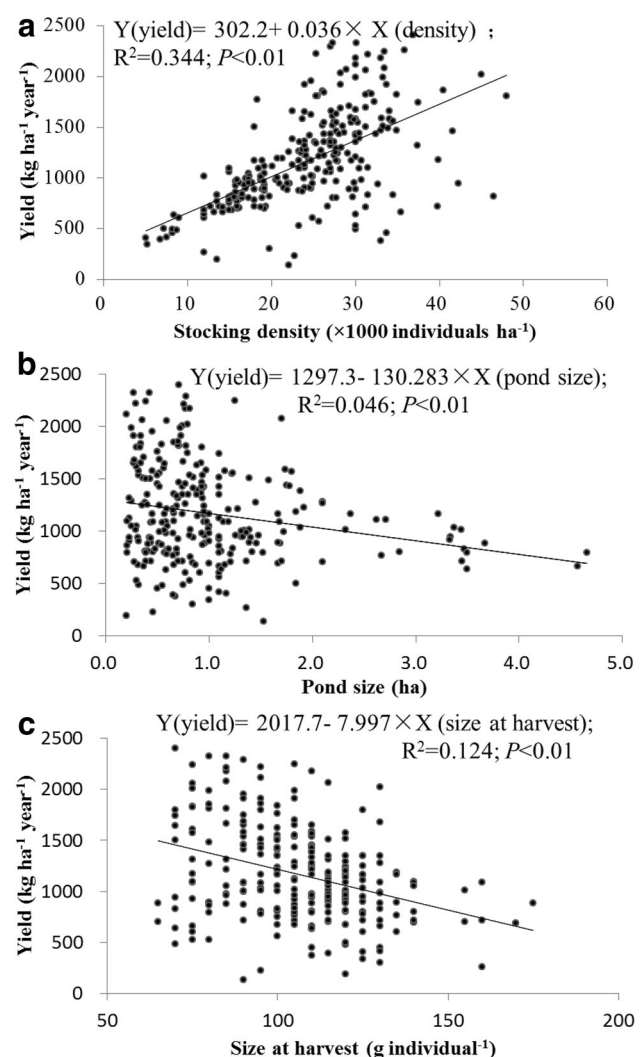 a
Y(yield)= 302.2+ 0.036× X (density) ;
R²=0.344; P<0.01
2500
2000
1500
1000
500
0
0 10 20 30 40 50 60
Yield (kg ha⁻¹ year⁻¹)
Stocking density (×1000 individuals ha⁻¹)
b
Y(yield)= 1297.3- 130.283×X (pond size);
R²=0.046; P<0.01
2500
2000
1500
1000
500
0
0.0 1.0 2.0 3.0 4.0 5.0
Yield (kg ha⁻¹ year⁻¹)
Pond size (ha)
c
Y(yield)= 2017.7- 7.997×X (size at harvest);
R²=0.124; P<0.01
2500
2000
1500
1000
500
0
50 100 150 200
Yield (kg ha⁻¹ year⁻¹)
Size at harvest (g individual⁻¹)